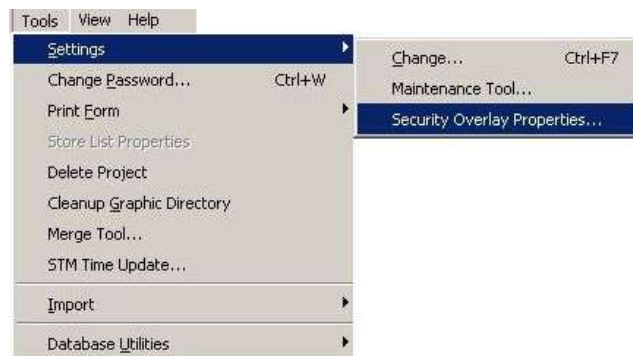 Tools View Help
Settings
Change Password... Ctrl+W
Print Form
Store List Properties
Delete Project
Cleanup Graphic Directory
Merge Tool...
STM Time Update...
Import
Database Utilities
Change... Ctrl+F7
Maintenance Tool...
Security Overlay Properties...